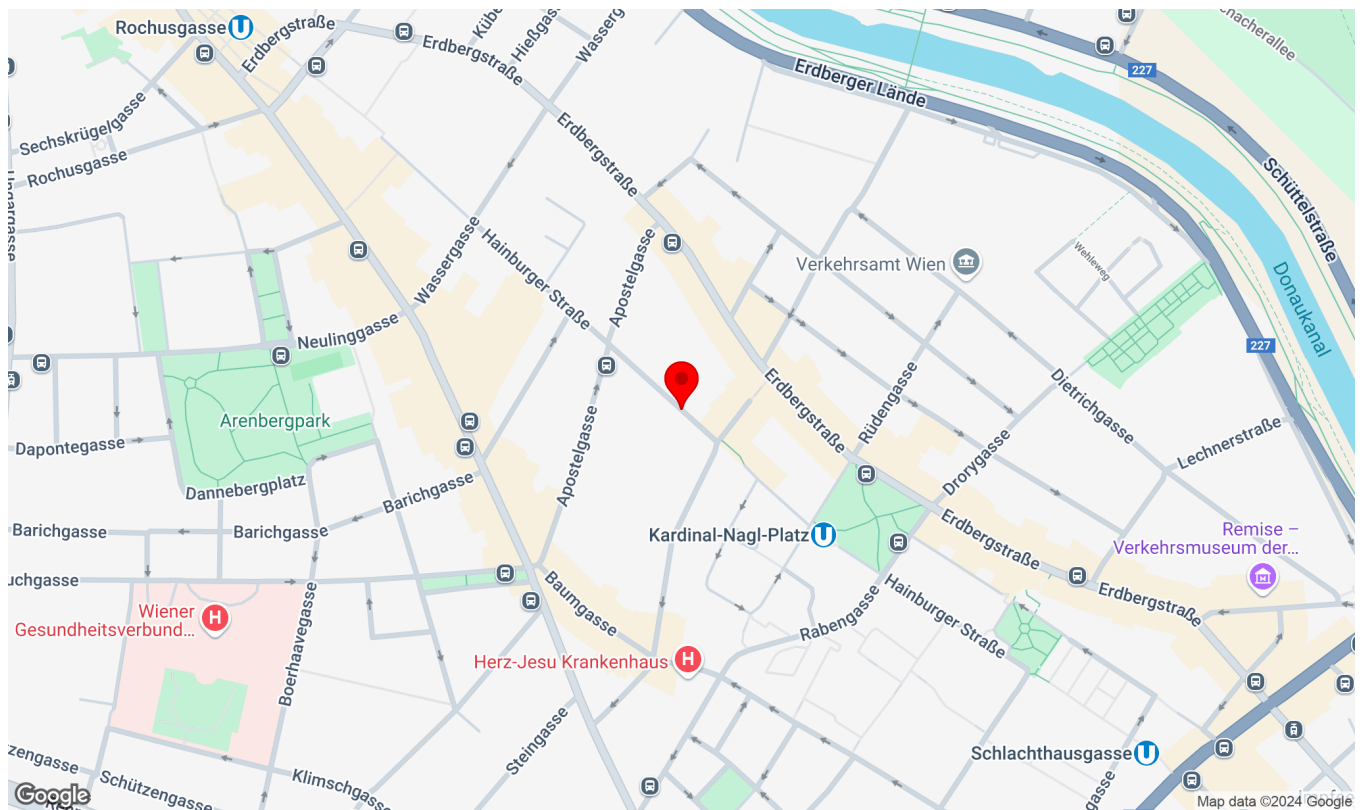 Rochusgasse
Erdbergstraße
Hießgasse
Wassergasse
Erdbergstraße
Erdberger Lände
227
Schüttelstraße
Sechskrügelgasse
Rochusgasse
Erdbergstraße
Hainburger Straße
Wassergasse
Apostelgasse
Verkehrsamt Wien
Wehleweg
Donaukanal
227
Neulinggasse
Arenbergpark
Dapontegasse
Dannebergplatz
Barichgasse
Apostelgasse
Erdbergstraße
Rüdengasse
Dietrichgasse
Drorygasse
Lechnerstraße
Barichgasse
Barichgasse
Kardinal-Nagl-Platz
Erdbergstraße
Remise –
Verkehrsmuseum der...
uchgasse
Baumgasse
Hainburger Straße
Erdbergstraße
Wiener
Gesundheitsverbund...
Boerhaavegasse
Rabengasse
Herz-Jesu Krankenhaus
Steingasse
Schlachthausgasse
Schützengasse
Klimschgasse
Google
Map data ©2024 Google